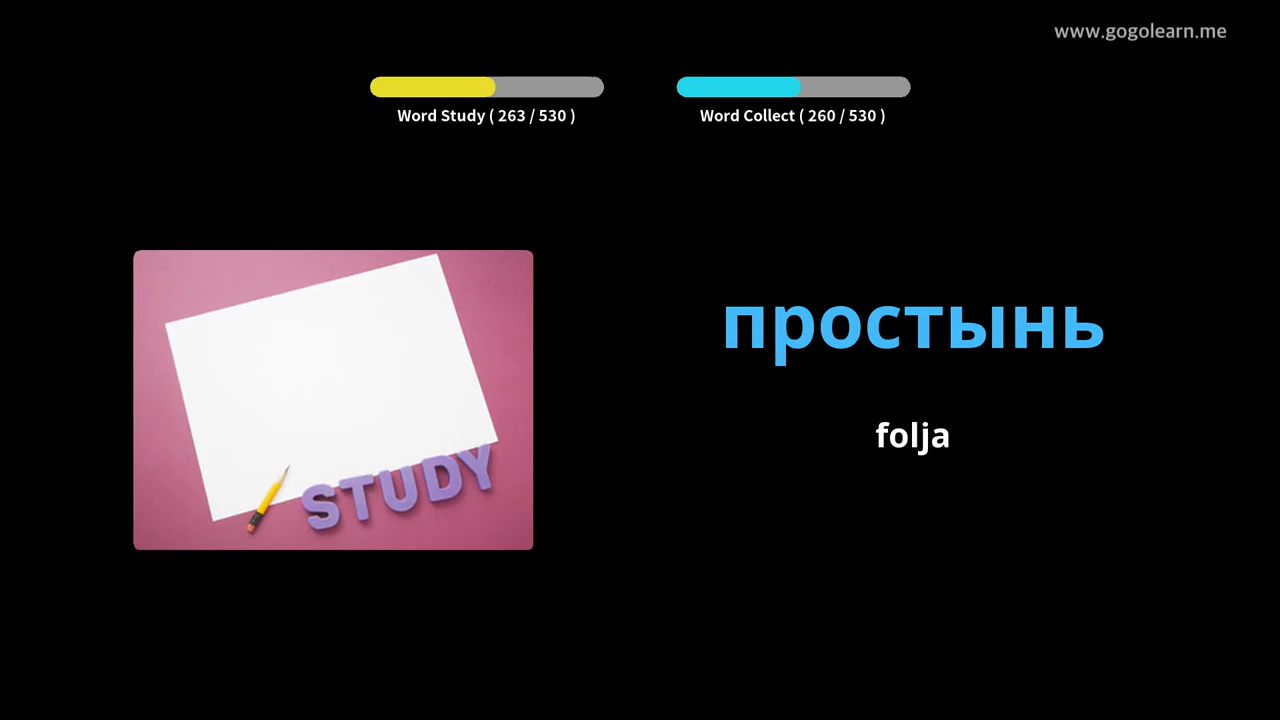 www.gogolearn.me
Word Study ( 263 / 530 )
Word Collect ( 260 / 530 )
STUDY
простынь
folja